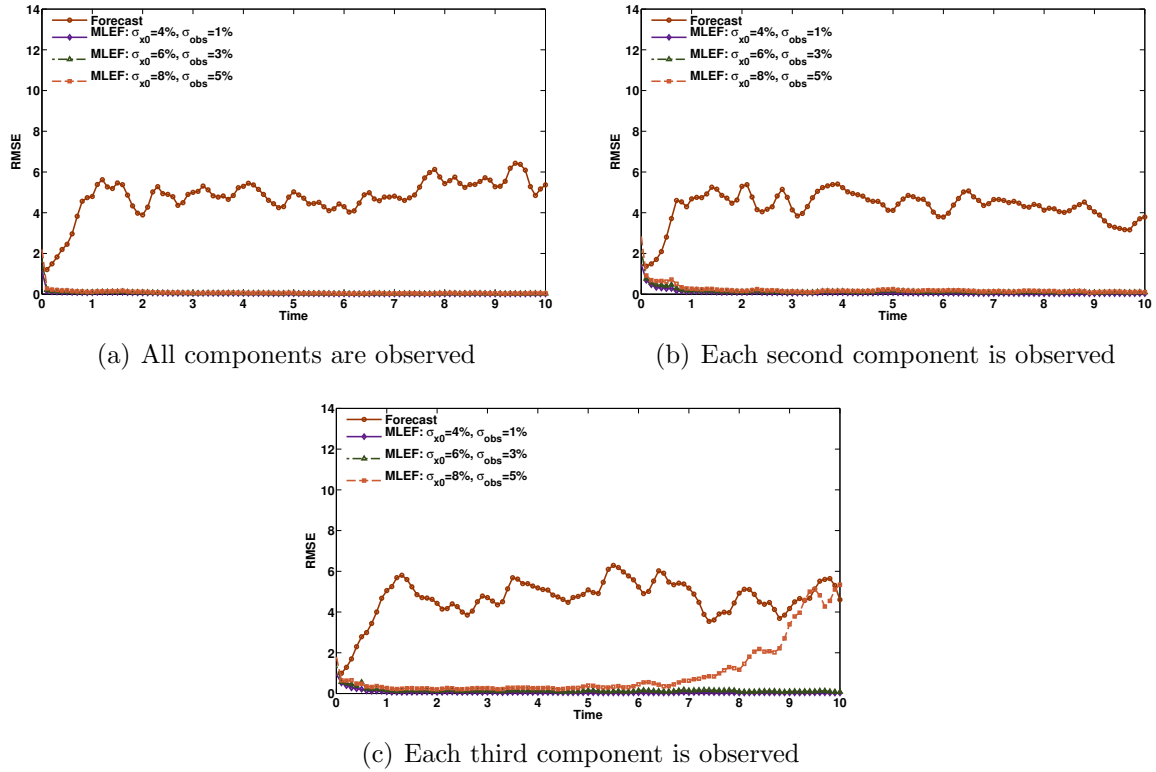 14
12
10
8
6
4
2
0
RMSE
Forecast
MLEF: σx0=4%, σobs=1%
MLEF: σx0=6%, σobs=3%
MLEF: σx0=8%, σobs=5%
0 1 2 3 4 5 6 7 8 9 10
Time
(a) All components are observed
14
12
10
8
6
4
2
0
RMSE
Forecast
MLEF: σx0=4%, σobs=1%
MLEF: σx0=6%, σobs=3%
MLEF: σx0=8%, σobs=5%
0 1 2 3 4 5 6 7 8 9 10
Time
(b) Each second component is observed
14
12
10
8
6
4
2
0
RMSE
Forecast
MLEF: σx0=4%, σobs=1%
MLEF: σx0=6%, σobs=3%
MLEF: σx0=8%, σobs=5%
0 1 2 3 4 5 6 7 8 9 10
Time
(c) Each third component is observed